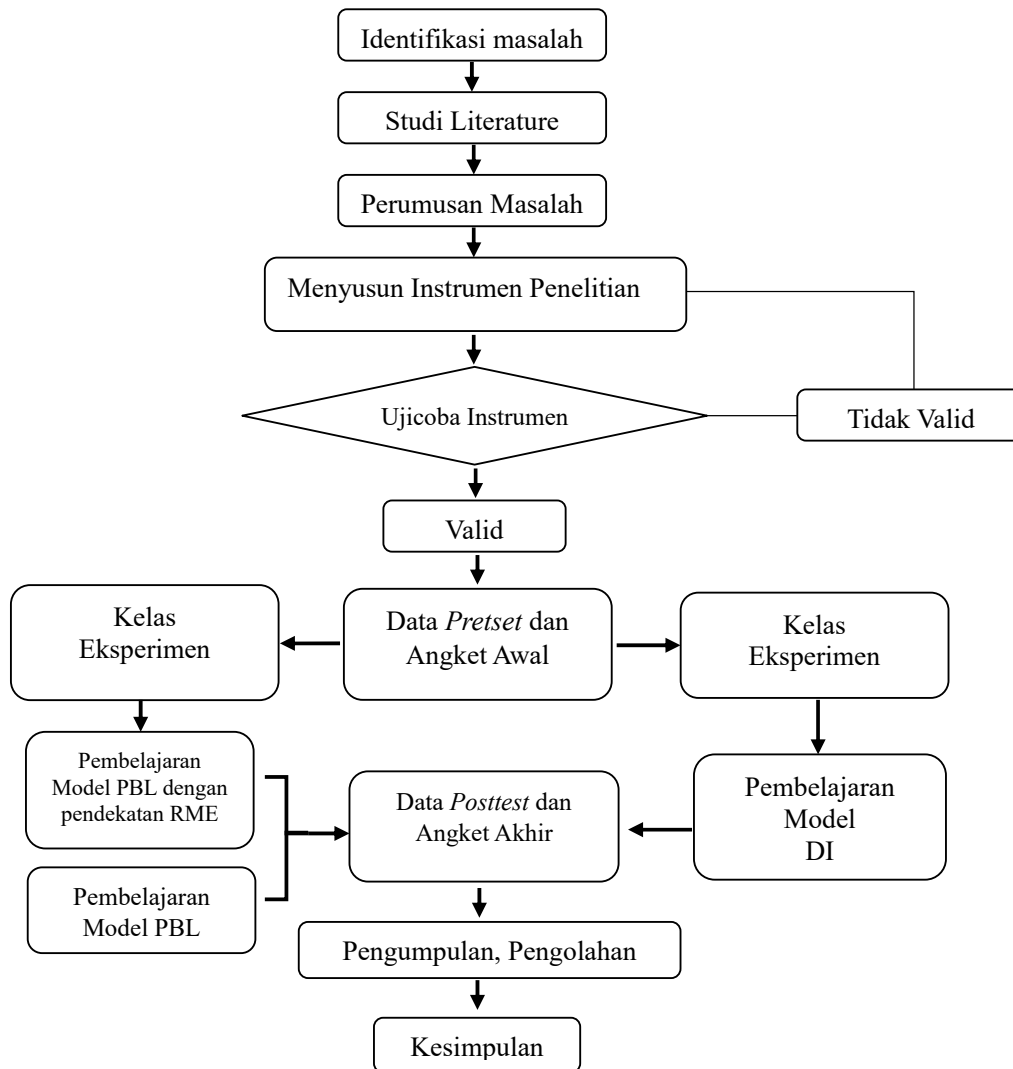 Identifikasi masalah
Studi Literature
Perumusan Masalah
Menyusun Instrumen Penelitian
Ujicoba Instrumen
Tidak Valid
Valid
Kelas
Eksperimen
Data Pretset dan
Angket Awal
Kelas
Eksperimen
Pembelajaran
Model PBL dengan
pendekatan RME
Data Posttest dan
Angket Akhir
Pembelajaran
Model
DI
Pembelajaran
Model PBL
Pengumpulan, Pengolahan
Kesimpulan